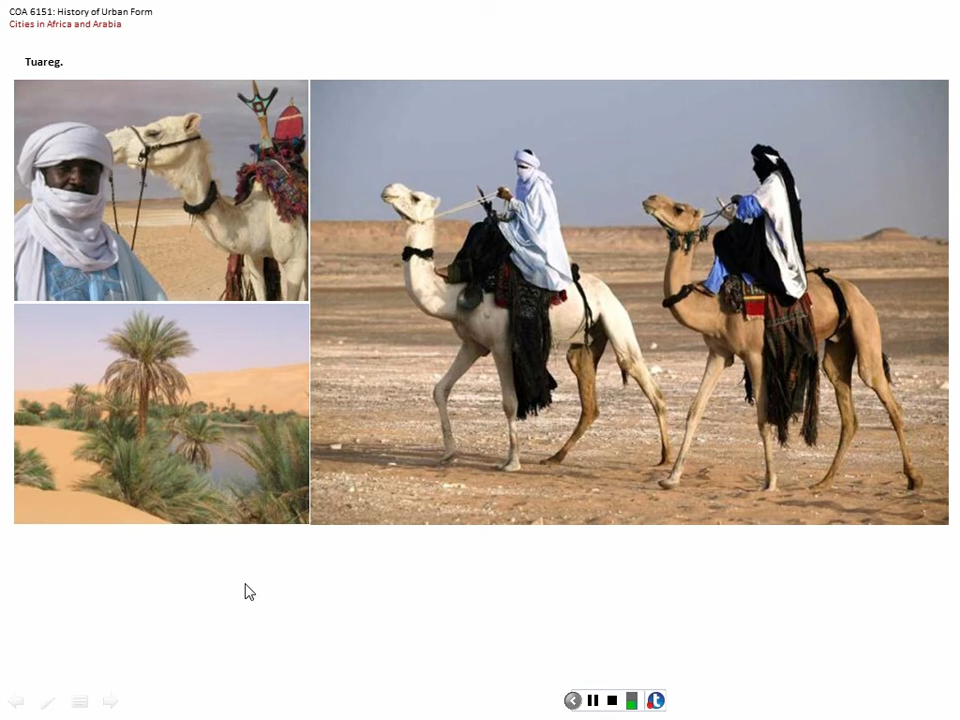 COA 6151: History of Urban Form
Cities in Africa and Arabia
Tuareg.